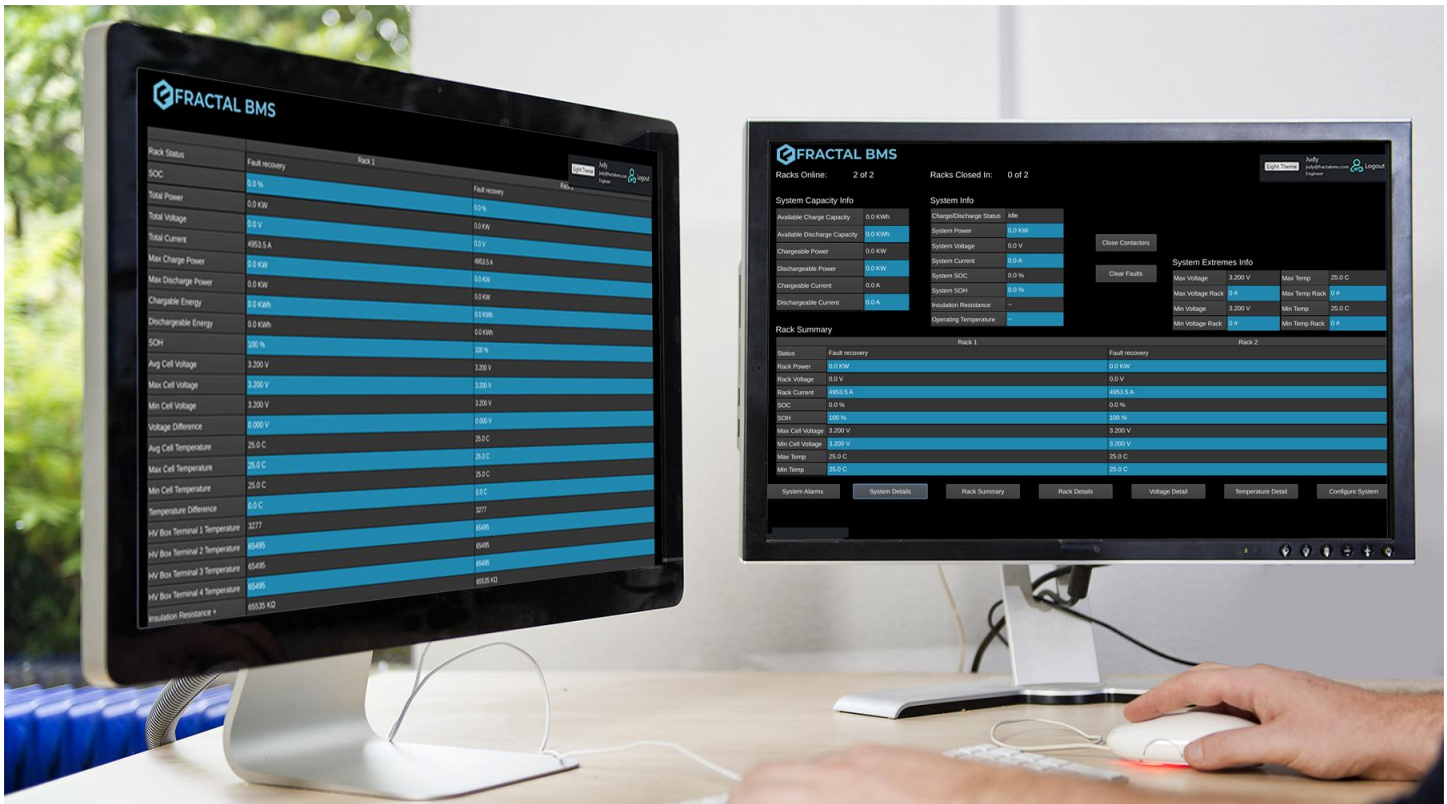 FRACTAL BMS
Light Theme Judy Logout
Engineer
Rack 1
Rack Status Fault recovery Fault recovery
SOC 0.0 % 0.0 %
Total Power 0.0 KW 0.0 KW
Total Voltage 0.0 V 0.0 V
Total Current 4953.5 A 4953.5 A
Max Charge Power 0.0 KW 0.0 KW
Max Discharge Power 0.0 KW 0.0 KW
Chargable Energy 0.0 KWh 0.0 KWh
Dischargeable Energy 0.0 KWh 0.0 KWh
SOH 100 % 100 %
Avg Cell Voltage 3.200 V 3.200 V
Max Cell Voltage 3.200 V 3.200 V
Min Cell Voltage 3.200 V 3.200 V
Voltage Difference 0.000 V 0.000 V
Avg Cell Temperature 25.0 C 25.0 C
Max Cell Temperature 25.0 C 25.0 C
Min Cell Temperature 25.0 C 25.0 C
Temperature Difference 0.0 C 0.0 C
HV Box Terminal 1 Temperature 3277 3277
HV Box Terminal 2 Temperature 65495 65495
HV Box Terminal 3 Temperature 65495 65495
HV Box Terminal 4 Temperature 65495 65495
Insulation Resistance + 65535 KΩ 65535 KΩ
FRACTAL BMS
Light Theme Judy Logout
judy@fractalbms.com
Engineer
Racks Online: 2 of 2 Racks Closed In: 0 of 2
System Capacity Info
Available Charge Capacity 0.0 KWh
Available Discharge Capacity 0.0 KWh
Chargeable Power 0.0 KW
Dischargeable Power 0.0 KW
Chargeable Current 0.0 A
Dischargeable Current 0.0 A
System Info
Charge/Discharge Status Idle
System Power 0.0 KW
System Voltage 0.0 V
System Current 0.0 A
System SOC 0.0 %
System SOH 0.0 %
Insulation Resistance --
Operating Temperature --
Close Contactors
Clear Faults
System Extremes Info
Max Voltage 3.200 V Max Temp 25.0 C
Max Voltage Rack 0 # Max Temp Rack 0 #
Min Voltage 3.200 V Min Temp 25.0 C
Min Voltage Rack 0 # Min Temp Rack 0 #
Rack Summary
Rack 1 Rack 2
Status Fault recovery Fault recovery
Rack Power 0.0 KW 0.0 KW
Rack Voltage 0.0 V 0.0 V
Rack Current 4953.5 A 4953.5 A
SOC 0.0 % 0.0 %
SOH 100 % 100 %
Max Cell Voltage 3.200 V 3.200 V
Min Cell Voltage 3.200 V 3.200 V
Max Temp 25.0 C 25.0 C
Min Temp 25.0 C 25.0 C
System Alarms System Details Rack Summary Rack Details Voltage Detail Temperature Detail Configure System